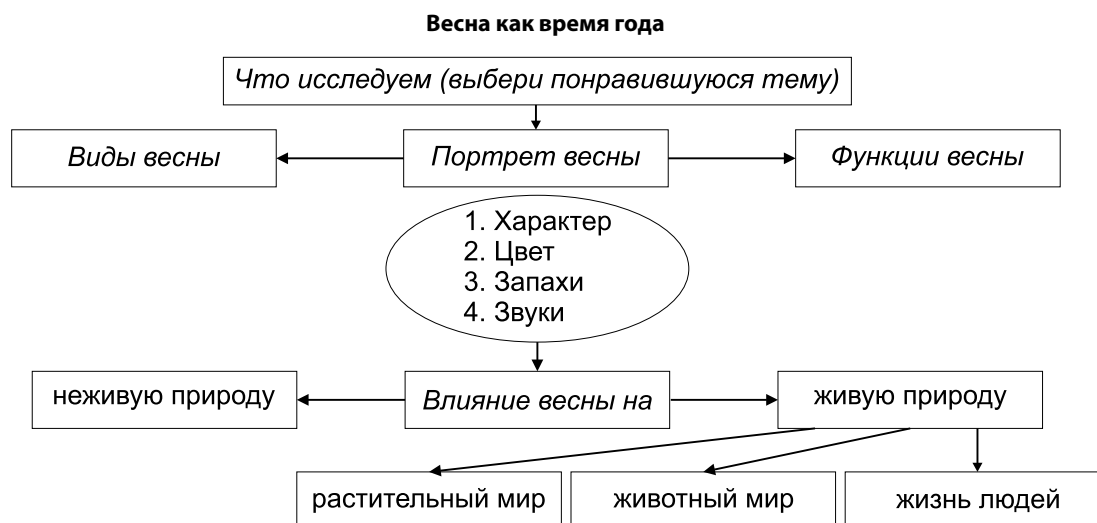 Весна как время года
Что исследуем (выбери понравившуюся тему)
Виды весны
Портрет весны
Функции весны
1. Характер
2. Цвет
3. Запахи
4. Звуки
неживую природу
Влияние весны на
живую природу
растительный мир
животный мир
жизнь людей